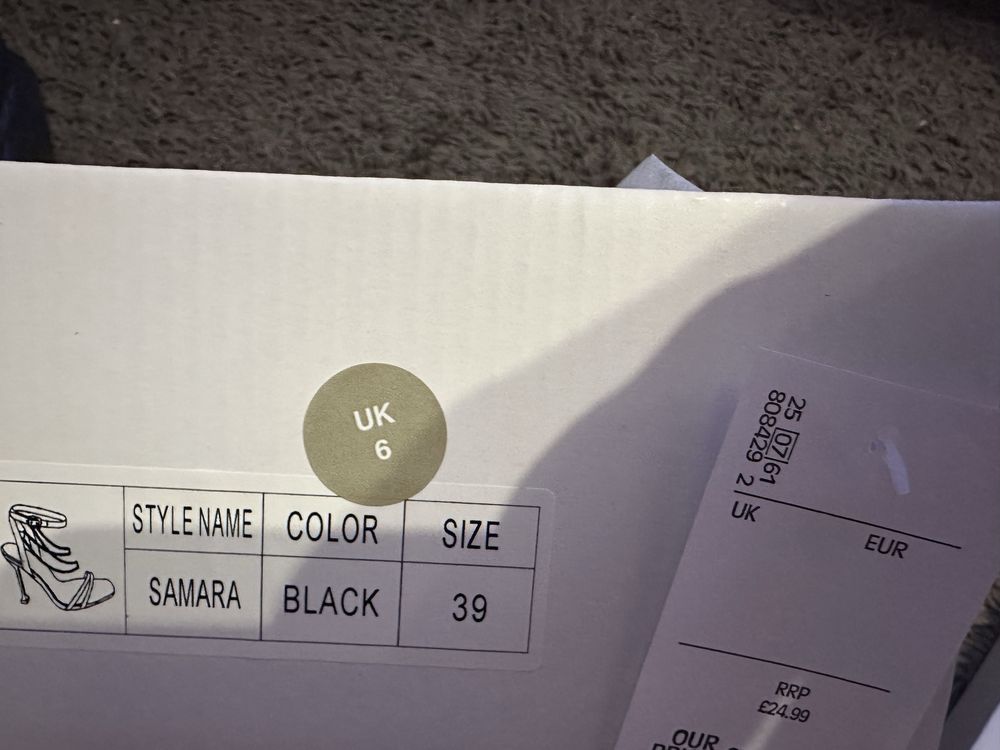 UK
6
STYLE NAME COLOR SIZE
SAMARA BLACK 39
25 07 61
808429 2
UK
EUR
RRP
£24.99
OUR